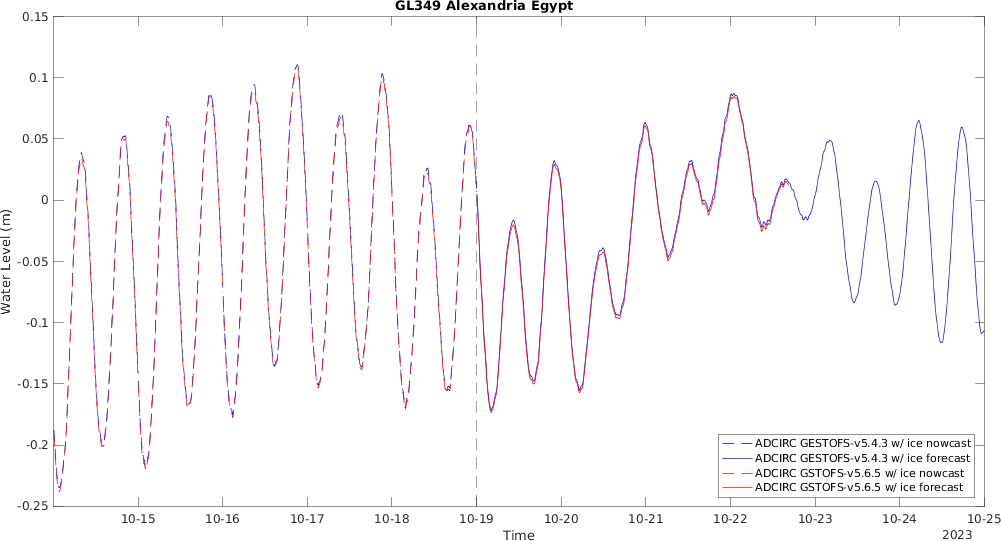 GL349 Alexandria Egypt
0.15
0.1
0.05
0
-0.05
-0.1
-0.15
-0.2
-0.25
Water Level (m)
ADCIRC GESTOFS-v5.4.3 w/ ice nowcast
ADCIRC GESTOFS-v5.4.3 w/ ice forecast
ADCIRC GSTOFS-v5.6.5 w/ ice nowcast
ADCIRC GSTOFS-v5.6.5 w/ ice forecast
10-15 10-16 10-17 10-18 10-19 10-20 10-21 10-22 10-23 10-24 10-25
Time
2023